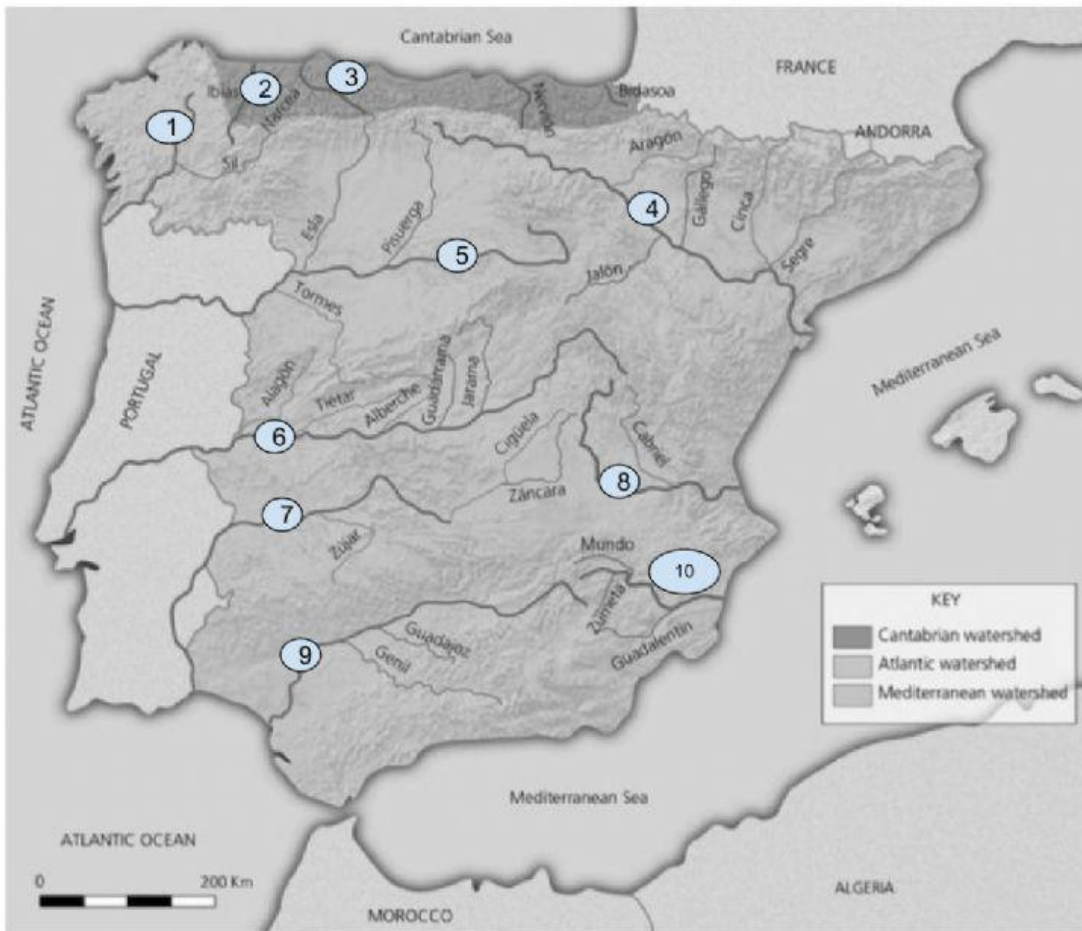 Cantabrian Sea
FRANCE
3
2
Ibias
Narcea
Nervión
Bidasoa
1
ANDORRA
Aragón
Sil
4
Gállego
Cinca
Esla
Pisuerga
5
Segre
Jalón
Tormes
ATLANTIC OCEAN
PORTUGAL
Mediterranean Sea
Alagón
Tiétar
Alberche
Guadarrama
Jarama
6
Cigüela
Cabriel
8
Záncara
7
Zújar
Mundo
10
Zumeta
KEY
Cantabrian watershed
Guadajoz
Guadalentín
9
Genil
Atlantic watershed
Mediterranean watershed
Mediterranean Sea
ATLANTIC OCEAN
0 200 Km
ALGERIA
MOROCCO